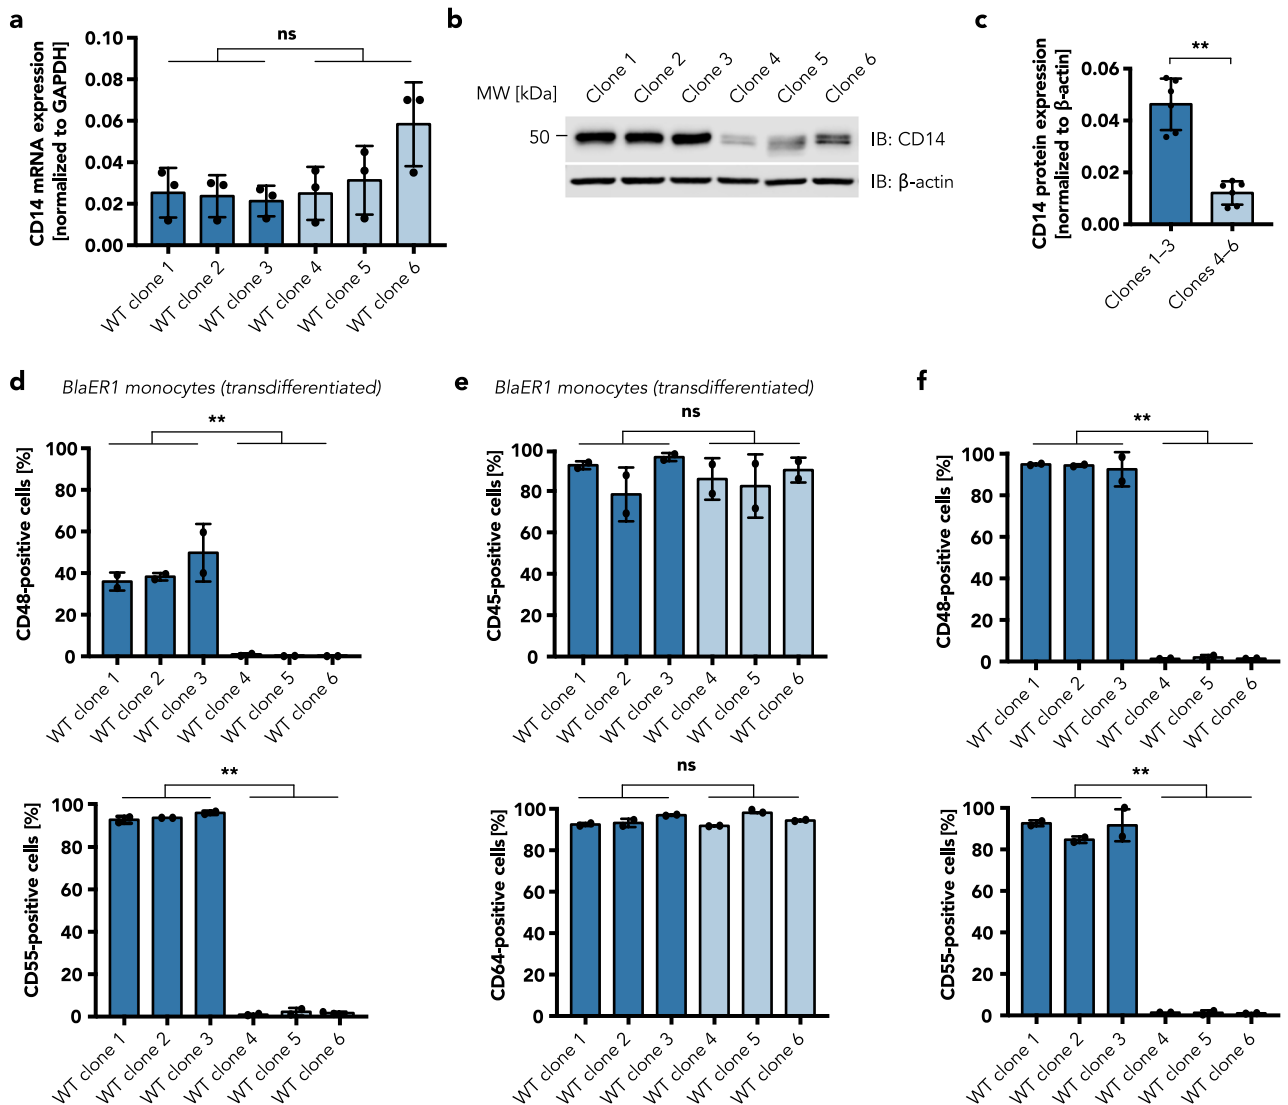 a
CD14 mRNA expression
[normalized to GAPDH]
0.10
0.08
0.06
0.04
0.02
0.00
ns
WT clone 1
WT clone 2
WT clone 3
WT clone 4
WT clone 5
WT clone 6
b
MW [kDa]
Clone 1
Clone 2
Clone 3
Clone 4
Clone 5
Clone 6
50
IB: CD14
IB: β-actin
c
CD14 protein expression
[normalized to β-actin]
0.06
0.04
0.02
0.00
**
Clones 1–3
Clones 4–6
d
BlaER1 monocytes (transdifferentiated)
**
CD48-positive cells [%]
100
80
60
40
20
0
WT clone 1
WT clone 2
WT clone 3
WT clone 4
WT clone 5
WT clone 6
**
CD55-positive cells [%]
100
80
60
40
20
0
WT clone 1
WT clone 2
WT clone 3
WT clone 4
WT clone 5
WT clone 6
e
BlaER1 monocytes (transdifferentiated)
ns
CD45-positive cells [%]
100
80
60
40
20
0
WT clone 1
WT clone 2
WT clone 3
WT clone 4
WT clone 5
WT clone 6
ns
CD64-positive cells [%]
100
80
60
40
20
0
WT clone 1
WT clone 2
WT clone 3
WT clone 4
WT clone 5
WT clone 6
f
**
CD48-positive cells [%]
100
80
60
40
20
0
WT clone 1
WT clone 2
WT clone 3
WT clone 4
WT clone 5
WT clone 6
**
CD55-positive cells [%]
100
80
60
40
20
0
WT clone 1
WT clone 2
WT clone 3
WT clone 4
WT clone 5
WT clone 6